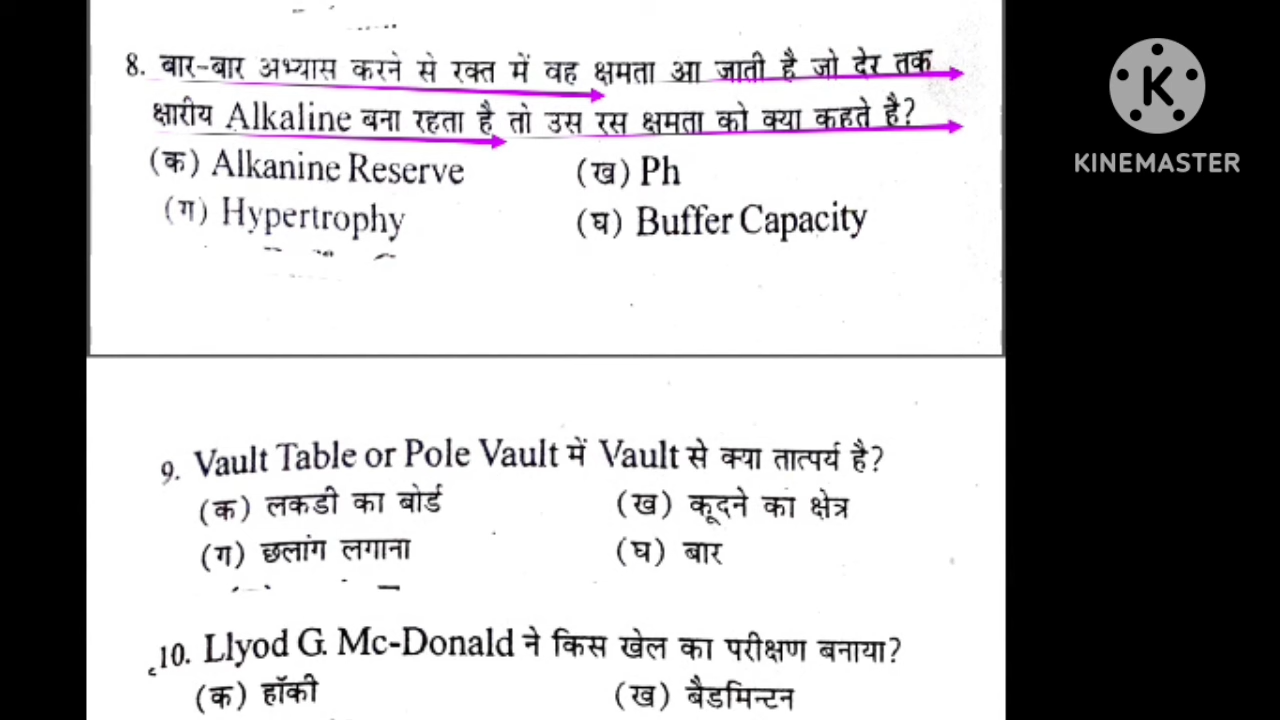 8. बार-बार अभ्यास करने से रक्त में वह क्षमता आ जाती है जो देर तक
क्षारीय Alkaline बना रहता है तो उस रस क्षमता को क्या कहते है?
(क) Alkanine Reserve (ख) Ph
(ग) Hypertrophy (घ) Buffer Capacity
9. Vault Table or Pole Vault में Vault से क्या तात्पर्य है?
(क) लकडी का बोर्ड (ख) कूदने का क्षेत्र
(ग) छलांग लगाना (घ) बार
10. Llyod G. Mc-Donald ने किस खेल का परीक्षण बनाया?
(क) हॉकी (ख) बैडमिन्टन
K
KINEMASTER